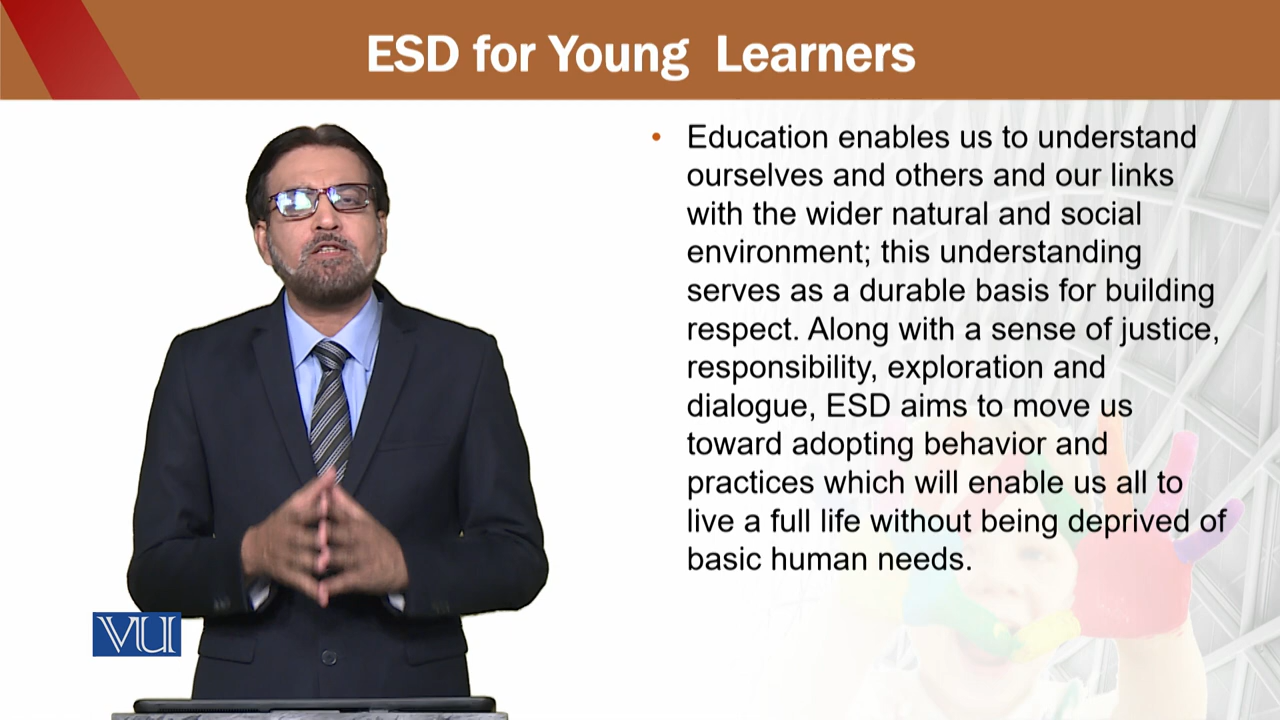 ESD for Young Learners
• Education enables us to understand
ourselves and others and our links
with the wider natural and social
environment; this understanding
serves as a durable basis for building
respect. Along with a sense of justice,
responsibility, exploration and
dialogue, ESD aims to move us
toward adopting behavior and
practices which will enable us all to
live a full life without being deprived of
basic human needs.
VU